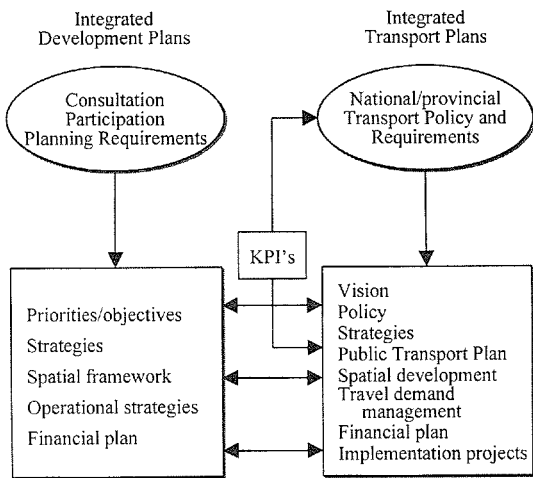 Integrated
Development Plans
Integrated
Transport Plans
Consultation
Participation
Planning Requirements
National/provincial
Transport Policy and
Requirements
KPI's
Priorities/objectives
Strategies
Spatial framework
Operational strategies
Financial plan
Vision
Policy
Strategies
Public Transport Plan
Spatial development
Travel demand
management
Financial plan
Implementation projects